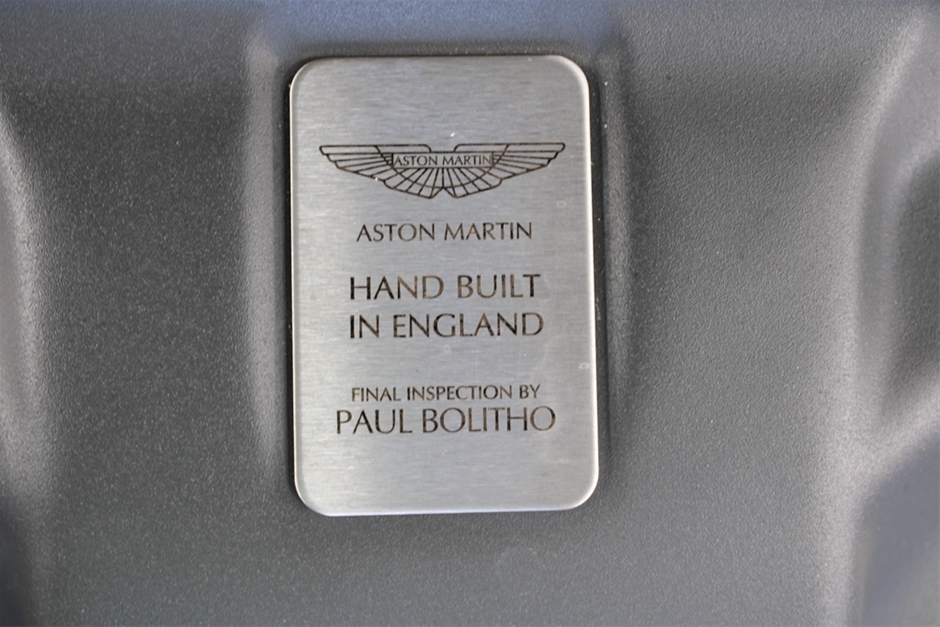 ASTON MARTIN
ASTON MARTIN
HAND BUILT
IN ENGLAND
FINAL INSPECTION BY
PAUL BOLITHO